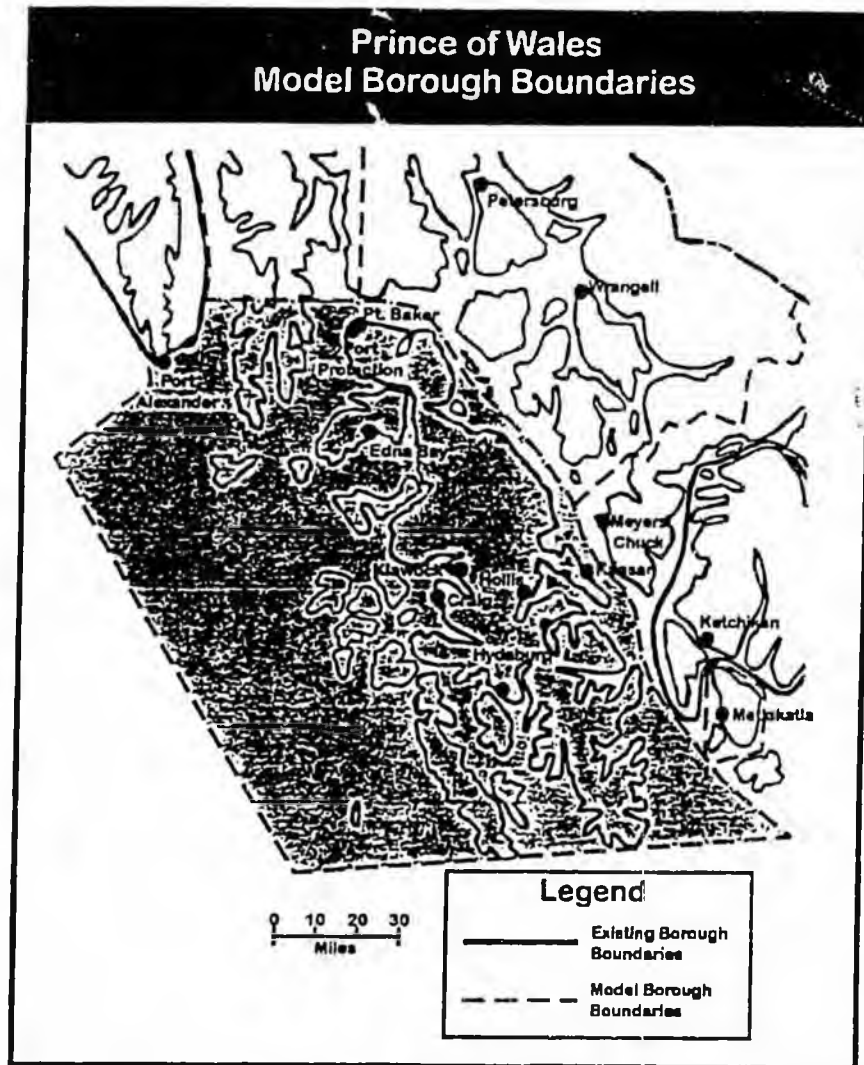 Prince of Wales
Model Borough Boundaries
Petersburg
Wrangell
Pt. Baker
Port
Protection
Port
Alexander
Edna Bay
Meyers
Chuck
Klawock
Hollis
Kasaan
Ketchikan
Hydaburg
Metlakatla
0 10 20 30
Miles
Legend
Existing Borough
Boundaries
Model Borough
Boundaries